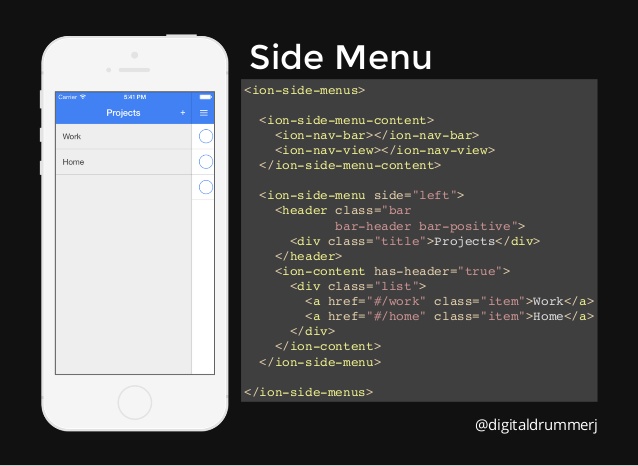 Side Menu
Carrier 5:41 PM
Projects +
Work
Home
<ion-side-menus>
<ion-side-menu-content>
<ion-nav-bar></ion-nav-bar>
<ion-nav-view></ion-nav-view>
</ion-side-menu-content>
<ion-side-menu side="left">
<header class="bar
bar-header bar-positive">
<div class="title">Projects</div>
</header>
<ion-content has-header="true">
<div class="list">
<a href="#/work" class="item">Work</a>
<a href="#/home" class="item">Home</a>
</div>
</ion-content>
</ion-side-menu>
</ion-side-menus>
@digitaldrummerj